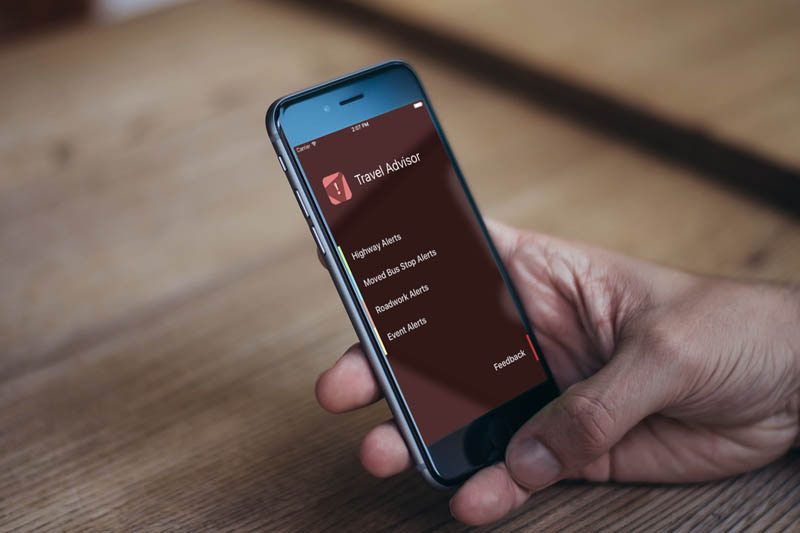 Carrier 2:07 PM
!
Travel Advisor
Highway Alerts
Moved Bus Stop Alerts
Roadwork Alerts
Event Alerts
Feedback